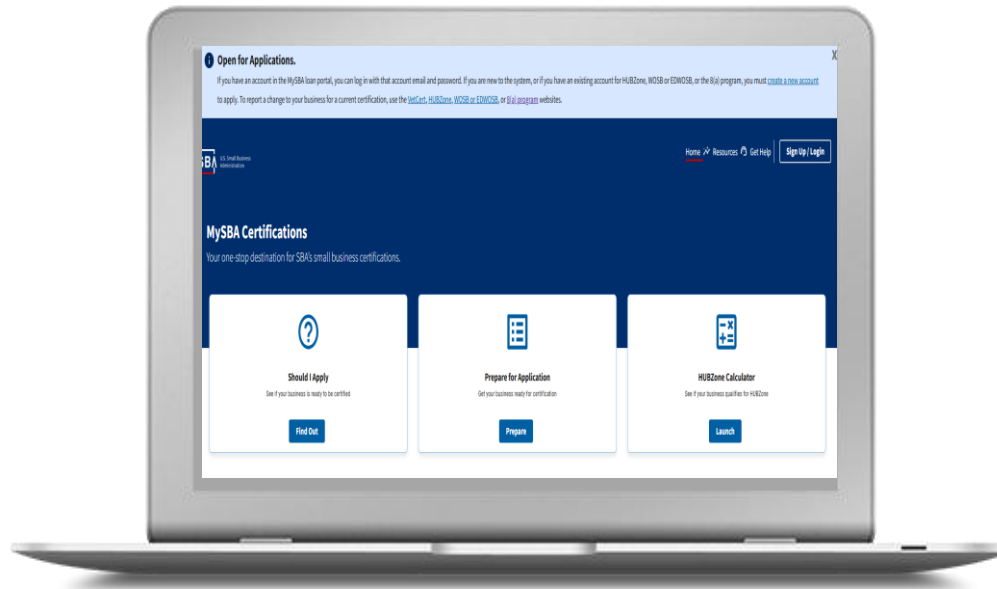 Open for Applications.
X
If you have an account in the MySBA loan portal, you can log in with that account email and password. If you are new to the system, or if you have an existing account for HUBZone, WOSB or EDWOSB, or the 8(a) program, you must create a new account
to apply. To report a change to your business for a current certification, use the VetCert, HUBZone, WOSB or EDWOSB, or 8(a) program websites.
SBA
U.S. Small Business
Administration
Home Resources Get Help Sign Up / Login
MySBA Certifications
Your one-stop destination for SBA's small business certifications.
Should I Apply
See if your business is ready to be certified
Find Out
Prepare for Application
Get your business ready for certification
Prepare
HUBZone Calculator
See if your business qualifies for HUBZone
Launch